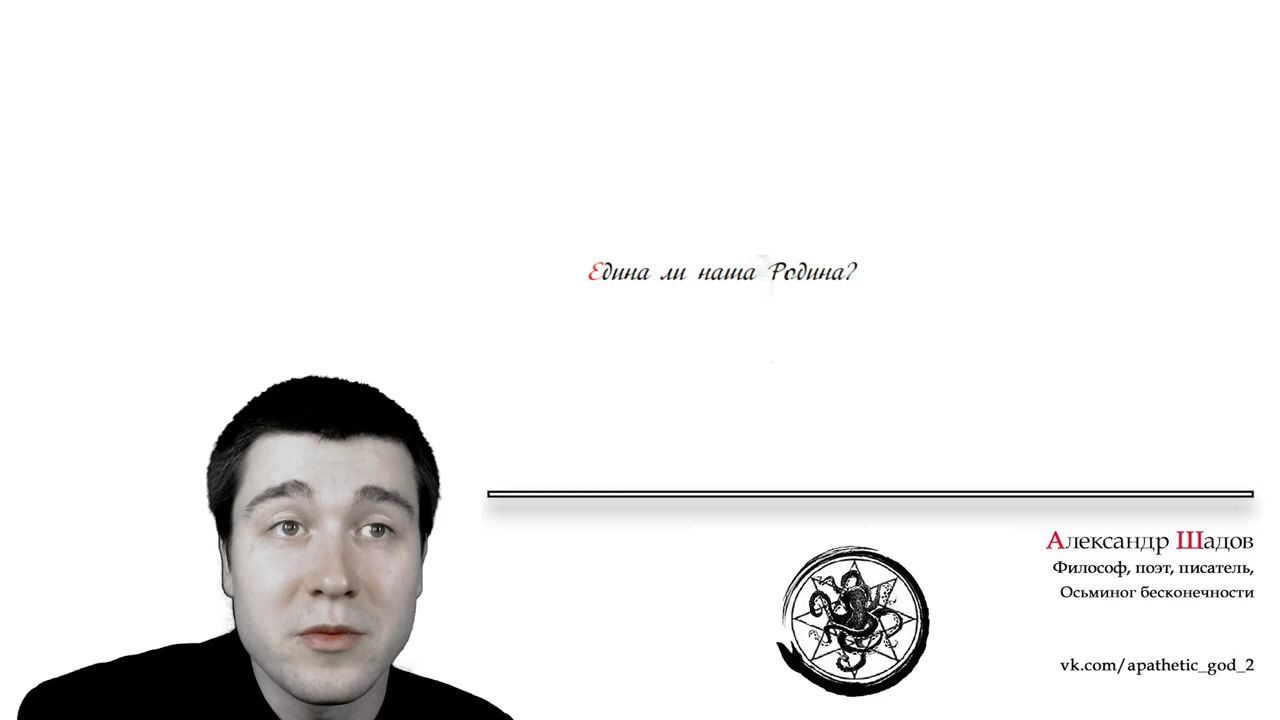 Едина ли наша Родина?
Александр Шадов
Философ, поэт, писатель,
Осьминог бесконечности
vk.com/apathetic_god_2